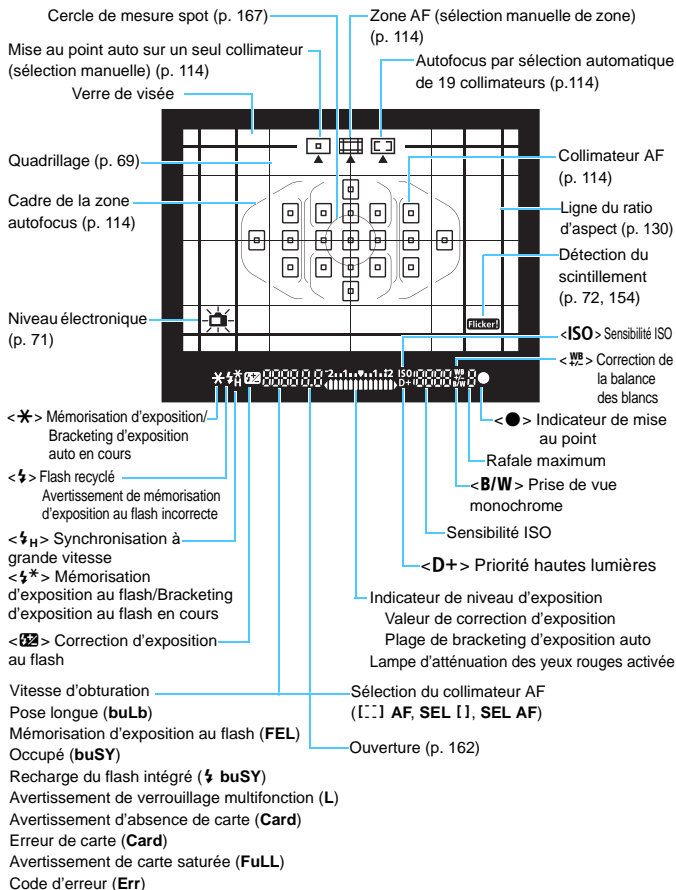 Cercle de mesure spot (p. 167)
Zone AF (sélection manuelle de zone)
(p. 114)
Mise au point auto sur un seul collimateur
(sélection manuelle) (p. 114)
Autofocus par sélection automatique
de 19 collimateurs (p.114)
Verre de visée
Quadrillage (p. 69)
Collimateur AF
(p. 114)
Cadre de la zone
autofocus (p. 114)
Ligne du ratio
d'aspect (p. 130)
Détection du
scintillement
(p. 72, 154)
Flicker!
Niveau électronique
(p. 71)
<ISO> Sensibilité ISO
<WB+/-> Correction de
la balance
des blancs
-2..1..▼..1..±2 ISO D+ WB+/- B/W
<✱> Mémorisation d'exposition/
Bracketing d'exposition
auto en cours
<●> Indicateur de mise
au point
Rafale maximum
<⚡> Flash recyclé
Avertissement de mémorisation
d'exposition au flash incorrecte
<B/W> Prise de vue
monochrome
Sensibilité ISO
<⚡H> Synchronisation à
grande vitesse
<D+> Priorité hautes lumières
<⚡✱> Mémorisation
d'exposition au flash/Bracketing
d'exposition au flash en cours
Indicateur de niveau d'exposition
Valeur de correction d'exposition
Plage de bracketing d'exposition auto
Lampe d'atténuation des yeux rouges activée
<⚡±> Correction d'exposition
au flash
Vitesse d'obturation
Pose longue (buLb)
Mémorisation d'exposition au flash (FEL)
Occupé (buSY)
Recharge du flash intégré (⚡ buSY)
Avertissement de verrouillage multifonction (L)
Avertissement d'absence de carte (Card)
Erreur de carte (Card)
Avertissement de carte saturée (FuLL)
Code d'erreur (Err)
Sélection du collimateur AF
([ ] AF, SEL [], SEL AF)
Ouverture (p. 162)